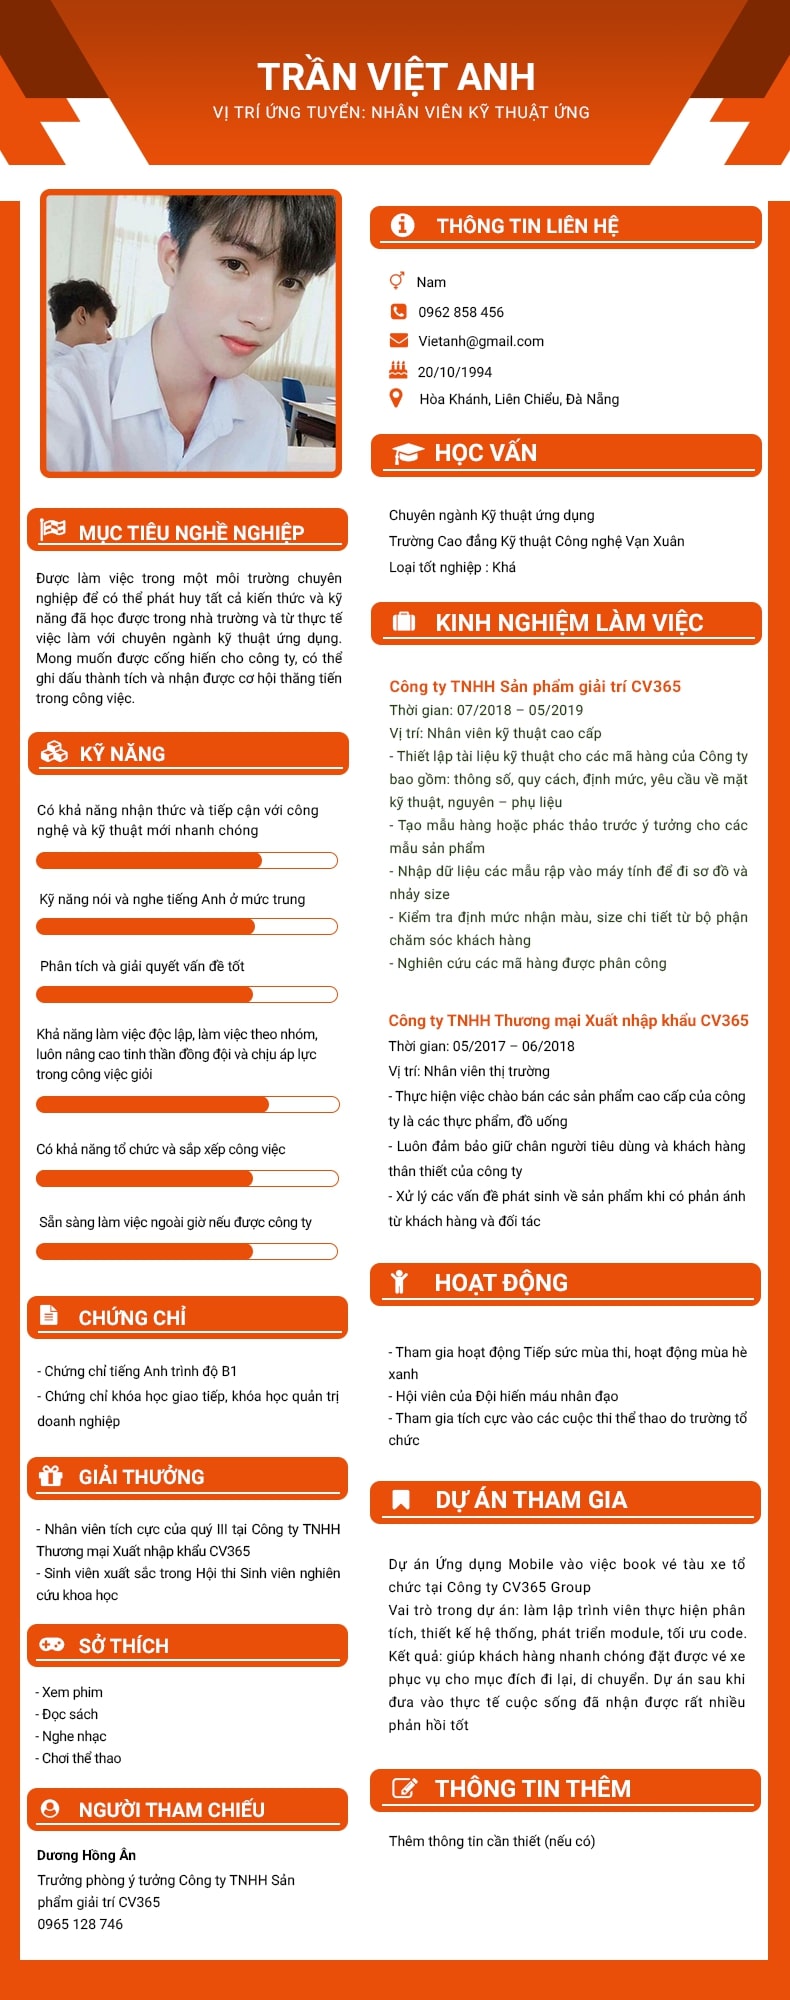 TRẦN VIỆT ANH
VỊ TRÍ ỨNG TUYỂN: NHÂN VIÊN KỸ THUẬT ỨNG
MỤC TIÊU NGHỀ NGHIỆP
Được làm việc trong một môi trường chuyên
nghiệp để có thể phát huy tất cả kiến thức và kỹ
năng đã học được trong nhà trường và từ thực tế
việc làm với chuyên ngành kỹ thuật ứng dụng.
Mong muốn được cống hiến cho công ty, có thể
ghi dấu thành tích và nhận được cơ hội thăng tiến
trong công việc.
KỸ NĂNG
Có khả năng nhận thức và tiếp cận với công
nghệ và kỹ thuật mới nhanh chóng
Kỹ năng nói và nghe tiếng Anh ở mức trung
Phân tích và giải quyết vấn đề tốt
Khả năng làm việc độc lập, làm việc theo nhóm,
luôn nâng cao tinh thần đồng đội và chịu áp lực
trong công việc giỏi
Có khả năng tổ chức và sắp xếp công việc
Sẵn sàng làm việc ngoài giờ nếu được công ty
CHỨNG CHỈ
- Chứng chỉ tiếng Anh trình độ B1
- Chứng chỉ khóa học giao tiếp, khóa học quản trị
doanh nghiệp
GIẢI THƯỞNG
- Nhân viên tích cực của quý III tại Công ty TNHH
Thương mại Xuất nhập khẩu CV365
- Sinh viên xuất sắc trong Hội thi Sinh viên nghiên
cứu khoa học
SỞ THÍCH
- Xem phim
- Đọc sách
- Nghe nhạc
- Chơi thể thao
NGƯỜI THAM CHIẾU
Dương Hồng Ân
Trưởng phòng ý tưởng Công ty TNHH Sản
phẩm giải trí CV365
0965 128 746
THÔNG TIN LIÊN HỆ
Nam
0962 858 456
Vietanh@gmail.com
20/10/1994
Hòa Khánh, Liên Chiểu, Đà Nẵng
HỌC VẤN
Chuyên ngành Kỹ thuật ứng dụng
Trường Cao đẳng Kỹ thuật Công nghệ Vạn Xuân
Loại tốt nghiệp : Khá
KINH NGHIỆM LÀM VIỆC
Công ty TNHH Sản phẩm giải trí CV365
Thời gian: 07/2018 – 05/2019
Vị trí: Nhân viên kỹ thuật cao cấp
- Thiết lập tài liệu kỹ thuật cho các mã hàng của Công ty
bao gồm: thông số, quy cách, định mức, yêu cầu về mặt
kỹ thuật, nguyên – phụ liệu
- Tạo mẫu hàng hoặc phác thảo trước ý tưởng cho các
mẫu sản phẩm
- Nhập dữ liệu các mẫu rập vào máy tính để đi sơ đồ và
nhảy size
- Kiểm tra định mức nhận màu, size chi tiết từ bộ phận
chăm sóc khách hàng
- Nghiên cứu các mã hàng được phân công
Công ty TNHH Thương mại Xuất nhập khẩu CV365
Thời gian: 05/2017 – 06/2018
Vị trí: Nhân viên thị trường
- Thực hiện việc chào bán các sản phẩm cao cấp của công
ty là các thực phẩm, đồ uống
- Luôn đảm bảo giữ chân người tiêu dùng và khách hàng
thân thiết của công ty
- Xử lý các vấn đề phát sinh về sản phẩm khi có phản ánh
từ khách hàng và đối tác
HOẠT ĐỘNG
- Tham gia hoạt động Tiếp sức mùa thi, hoạt động mùa hè
xanh
- Hội viên của Đội hiến máu nhân đạo
- Tham gia tích cực vào các cuộc thi thể thao do trường tổ
chức
DỰ ÁN THAM GIA
Dự án Ứng dụng Mobile vào việc book vé tàu xe tổ
chức tại Công ty CV365 Group
Vai trò trong dự án: làm lập trình viên thực hiện phân
tích, thiết kế hệ thống, phát triển module, tối ưu code.
Kết quả: giúp khách hàng nhanh chóng đặt được vé xe
phục vụ cho mục đích đi lại, di chuyển. Dự án sau khi
đưa vào thực tế cuộc sống đã nhận được rất nhiều
phản hồi tốt
THÔNG TIN THÊM
Thêm thông tin cần thiết (nếu có)